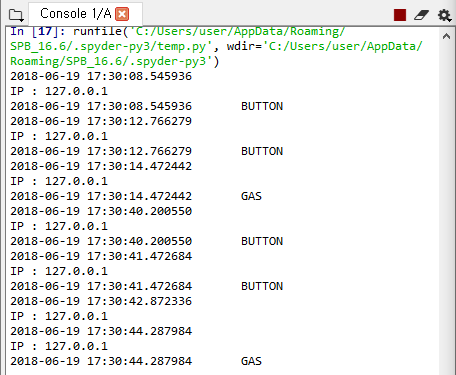 Console 1/A
In [17]: runfile('C:/Users/user/AppData/Roaming/
SPB_16.6/.spyder-py3/temp.py', wdir='C:/Users/user/AppData/
Roaming/SPB_16.6/.spyder-py3')
2018-06-19 17:30:08.545936
IP : 127.0.0.1
2018-06-19 17:30:08.545936 BUTTON
2018-06-19 17:30:12.766279
IP : 127.0.0.1
2018-06-19 17:30:12.766279 BUTTON
2018-06-19 17:30:14.472442
IP : 127.0.0.1
2018-06-19 17:30:14.472442 GAS
2018-06-19 17:30:40.200550
IP : 127.0.0.1
2018-06-19 17:30:40.200550 BUTTON
2018-06-19 17:30:41.472684
IP : 127.0.0.1
2018-06-19 17:30:41.472684 BUTTON
2018-06-19 17:30:42.872336
IP : 127.0.0.1
2018-06-19 17:30:44.287984
IP : 127.0.0.1
2018-06-19 17:30:44.287984 GAS